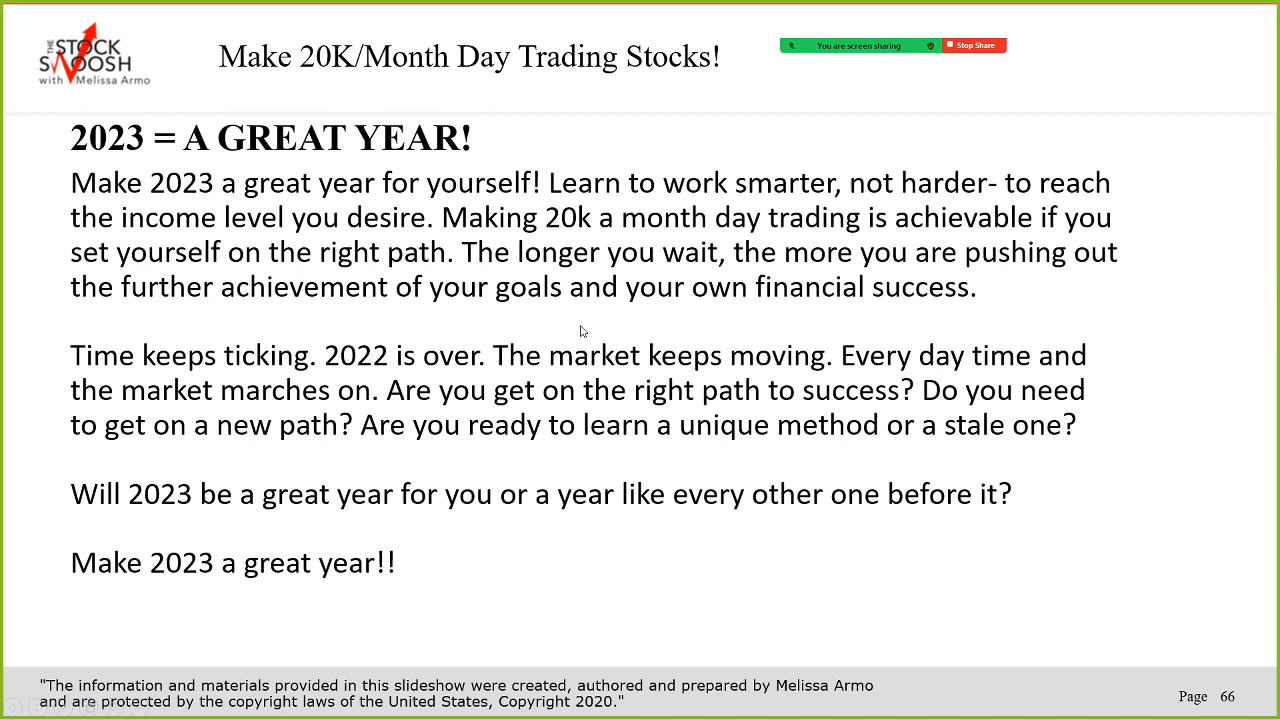 THE STOCK
SWOOSH
with Melissa Armo
Make 20K/Month Day Trading Stocks!
You are screen sharing
Stop Share
2023 = A GREAT YEAR!
Make 2023 a great year for yourself! Learn to work smarter, not harder- to reach
the income level you desire. Making 20k a month day trading is achievable if you
set yourself on the right path. The longer you wait, the more you are pushing out
the further achievement of your goals and your own financial success.
Time keeps ticking. 2022 is over. The market keeps moving. Every day time and
the market marches on. Are you get on the right path to success? Do you need
to get on a new path? Are you ready to learn a unique method or a stale one?
Will 2023 be a great year for you or a year like every other one before it?
Make 2023 a great year!!
"The information and materials provided in this slideshow were created, authored and prepared by Melissa Armo
and are protected by the copyright laws of the United States, Copyright 2020."
Page 66